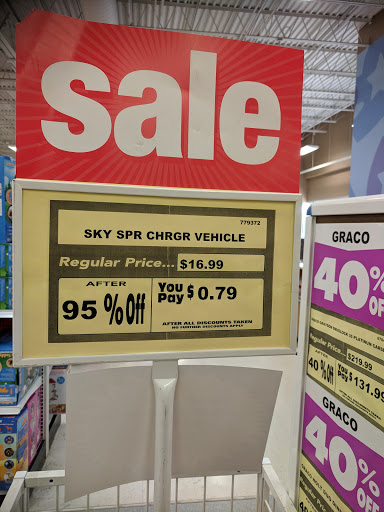 sale
779372
SKY SPR CHRGR VEHICLE
Regular Price... $16.99
AFTER
95 % Off
You Pay $ 0.79
AFTER ALL DISCOUNTS TAKEN
NO FURTHER DISCOUNTS APPLY
GRACO
40%
OFF
Regular Price...
$219.99
AFTER
40 % Off
You Pay $ 131.99
GRACO
40%
OFF